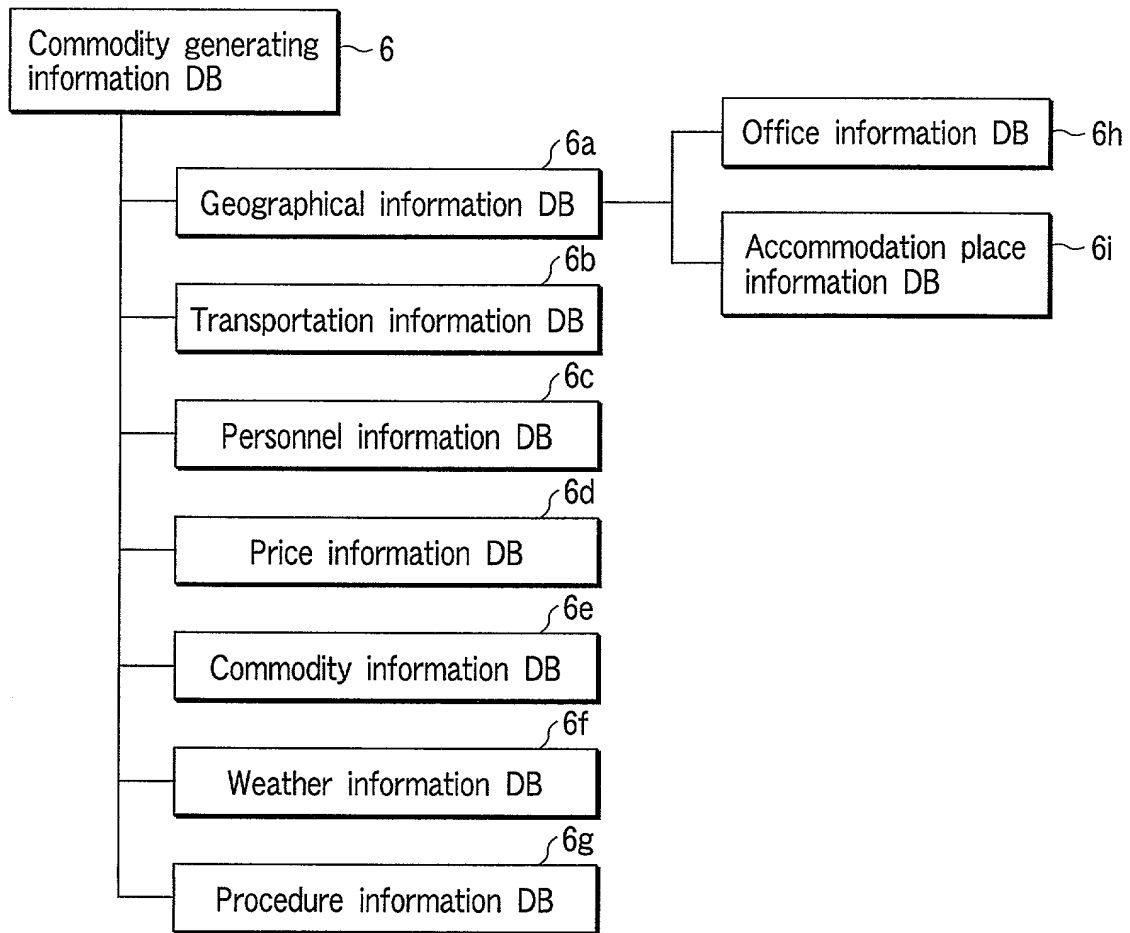 Commodity generating
information DB
6
6a
Geographical information DB
Office information DB
6h
Accommodation place
information DB
6i
6b
Transportation information DB
6c
Personnel information DB
6d
Price information DB
6e
Commodity information DB
6f
Weather information DB
6g
Procedure information DB